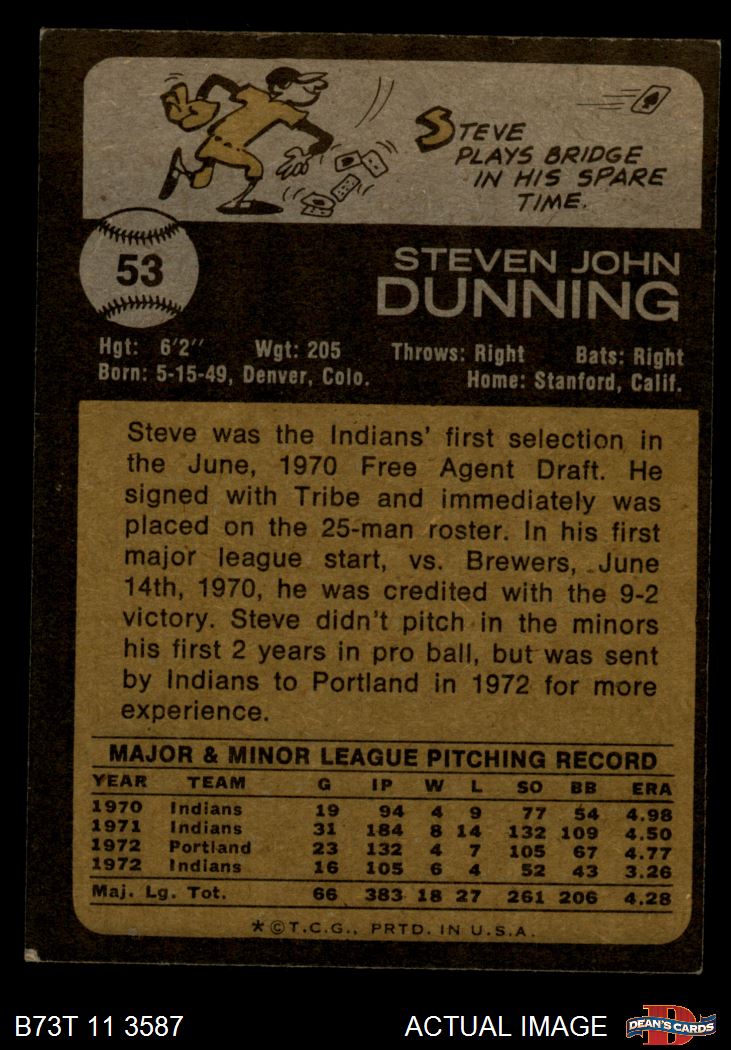 STEVE
PLAYS BRIDGE
IN HIS SPARE
TIME.
53
STEVEN JOHN
DUNNING
Hgt: 6'2" Wgt: 205 Throws: Right Bats: Right
Born: 5-15-49, Denver, Colo. Home: Stanford, Calif.
Steve was the Indians' first selection in
the June, 1970 Free Agent Draft. He
signed with Tribe and immediately was
placed on the 25-man roster. In his first
major league start, vs. Brewers, June
14th, 1970, he was credited with the 9-2
victory. Steve didn't pitch in the minors
his first 2 years in pro ball, but was sent
by Indians to Portland in 1972 for more
experience.
MAJOR & MINOR LEAGUE PITCHING RECORD
YEAR TEAM G IP W L SO BB ERA
1970 Indians 19 94 4 9 77 54 4.98
1971 Indians 31 184 8 14 132 109 4.50
1972 Portland 23 132 4 7 105 67 4.77
1972 Indians 16 105 6 4 52 43 3.26
Maj. Lg. Tot. 66 383 18 27 261 206 4.28
*©T.C.G., PRTD. IN U.S.A.
B73T 11 3587 ACTUAL IMAGE D DEAN'S CARDS